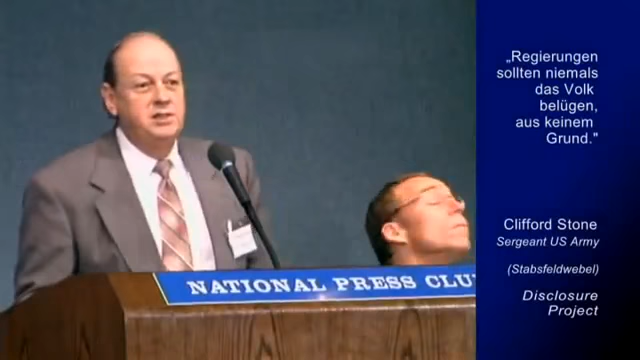 „Regierungen
sollten niemals
das Volk
belügen,
aus keinem
Grund."
NATIONAL PRESS CLU
Clifford Stone
Sergeant US Army
(Stabsfeldwebel)
Disclosure
Project